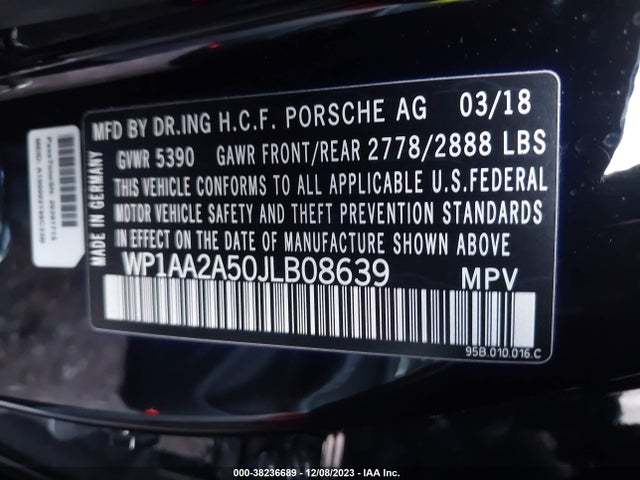 MFD BY DR.ING H.C.F. PORSCHE AG 03/18
GVWR 5390 GAWR FRONT/REAR 2778/2888 LBS
THIS VEHICLE CONFORMS TO ALL APPLICABLE U.S.FEDERAL
MOTOR VEHICLE SAFETY AND THEFT PREVENTION STANDARDS
IN EFFECT ON THE DATE OF MANUFACTURE SHOWN ABOVE
MADE IN GERMANY
WP1AA2A50JLB08639 MPV
95B.010.016.C
000-38236689 - 12/08/2023 - IAA Inc.